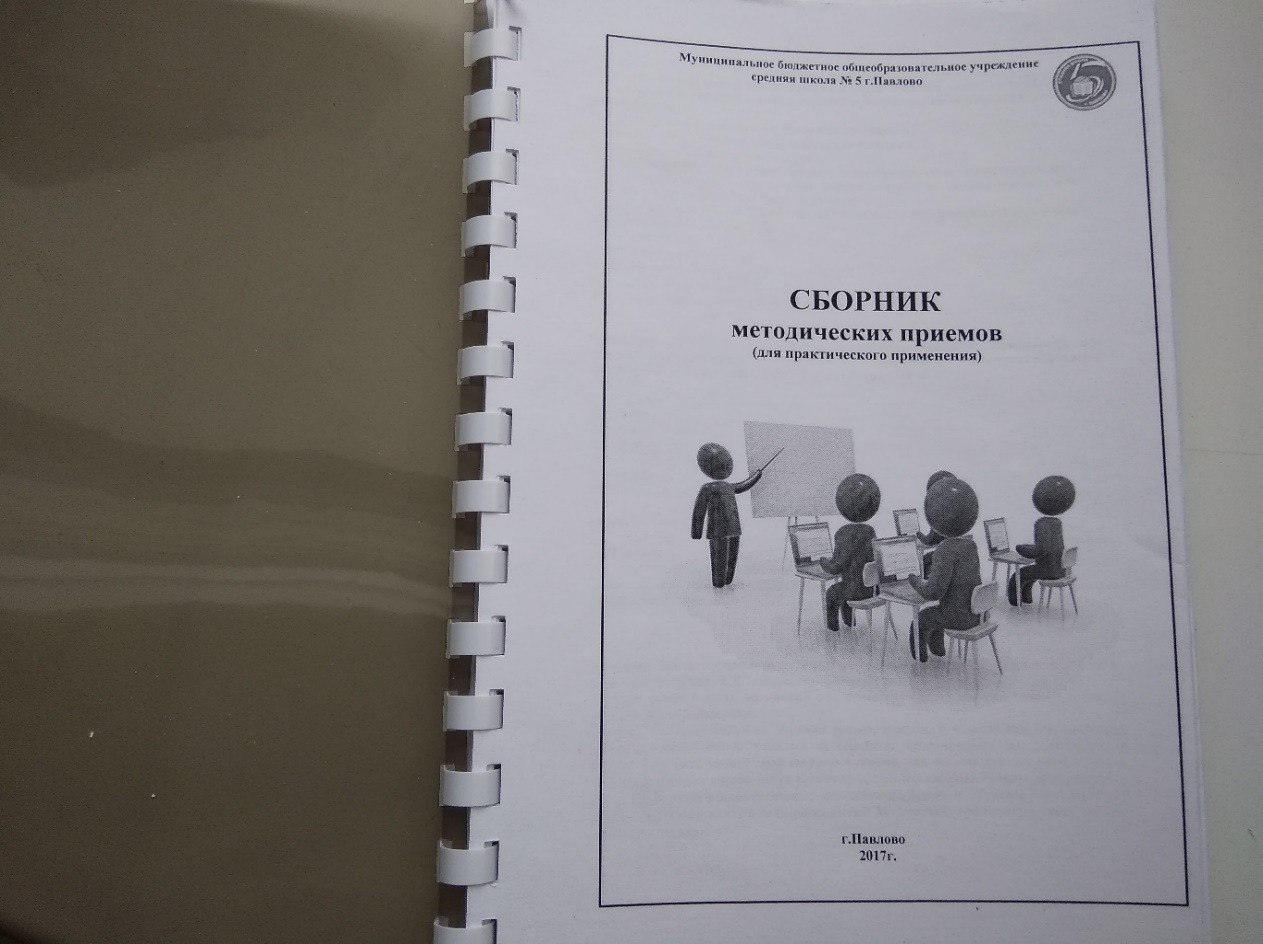 Муниципальное бюджетное общеобразовательное учреждение
средняя школа № 5 г.Павлово
СБОРНИК
методических приемов
(для практического применения)
г.Павлово
2017г.